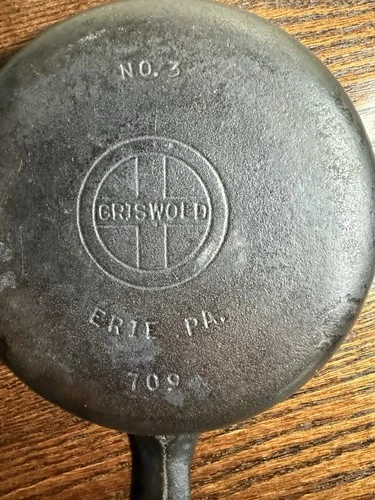 NO. 3
GRISWOLD
ERIE PA.
709